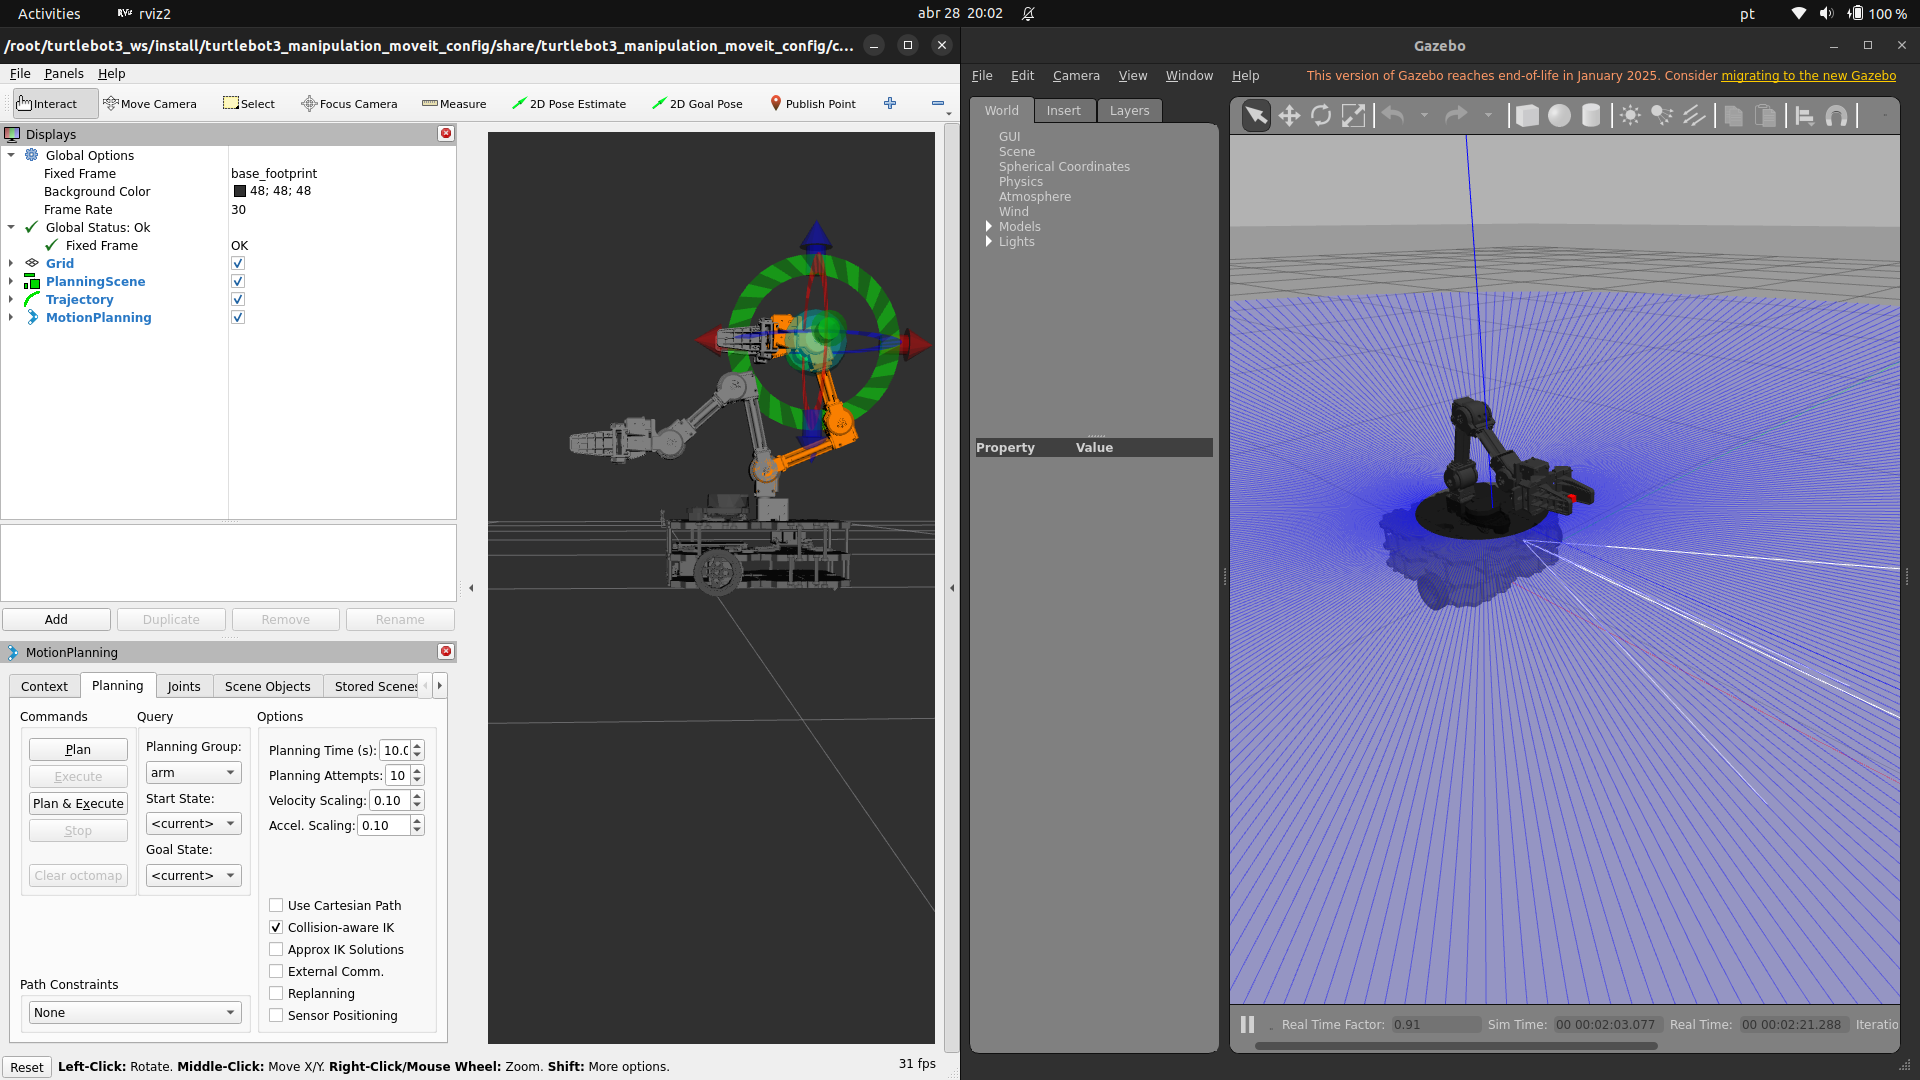 Activities
rviz2
abr 28 20:02
pt
100 %
/root/turtlebot3_ws/install/turtlebot3_manipulation_moveit_config/share/turtlebot3_manipulation_moveit_config/c...
File Panels Help
Interact Move Camera Select Focus Camera Measure 2D Pose Estimate 2D Goal Pose Publish Point
Displays
Global Options
Fixed Frame base_footprint
Background Color 48; 48; 48
Frame Rate 30
Global Status: Ok
Fixed Frame OK
Grid
PlanningScene
Trajectory
MotionPlanning
Add Duplicate Remove Rename
MotionPlanning
Context Planning Joints Scene Objects Stored Scenes
Commands Query Options
Plan
Execute
Plan & Execute
Stop
Clear octomap
Planning Group:
arm
Start State:
<current>
Goal State:
<current>
Planning Time (s): 10.0
Planning Attempts: 10
Velocity Scaling: 0.10
Accel. Scaling: 0.10
Use Cartesian Path
Collision-aware IK
Approx IK Solutions
External Comm.
Replanning
Sensor Positioning
Path Constraints
None
Reset Left-Click: Rotate. Middle-Click: Move X/Y. Right-Click/Mouse Wheel: Zoom. Shift: More options. 31 fps
Gazebo
File Edit Camera View Window Help
This version of Gazebo reaches end-of-life in January 2025. Consider migrating to the new Gazebo
World Insert Layers
GUI
Scene
Spherical Coordinates
Physics
Atmosphere
Wind
Models
Lights
Property Value
Real Time Factor: 0.91 Sim Time: 00 00:02:03.077 Real Time: 00 00:02:21.288 Iteratio